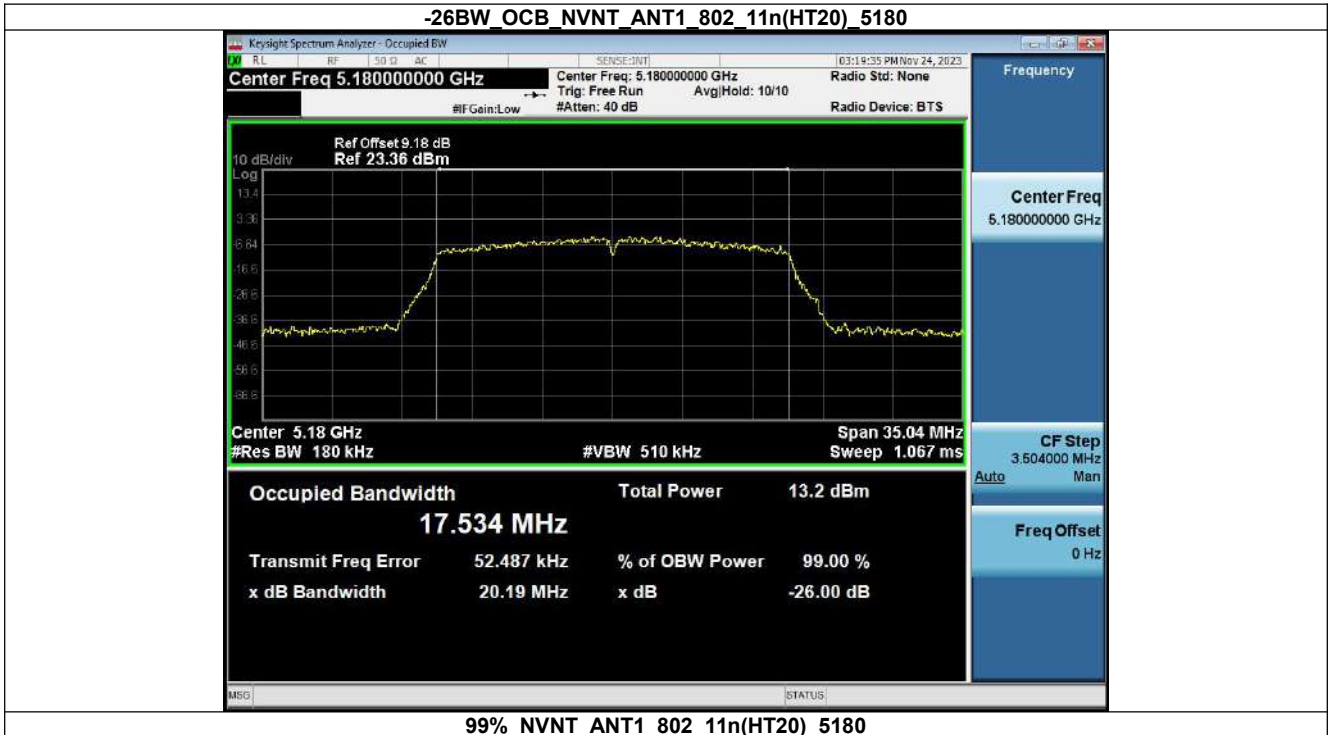 -26BW_OCB_NVNT_ANT1_802_11n(HT20)_5180
Keysight Spectrum Analyzer - Occupied BW
RL RF 50 Ω AC SENSE:INT 03:19:35 PM Nov 24, 2023
Center Freq 5.180000000 GHz
Center Freq: 5.180000000 GHz
Radio Std: None
Trig: Free Run Avg|Hold: 10/10
#IFGain:Low #Atten: 40 dB Radio Device: BTS
Frequency
Ref Offset 9.18 dB
10 dB/div Ref 23.36 dBm
Log
13.4
3.36
-6.64
-16.6
-26.6
-36.6
-46.6
-56.6
-66.6
Center Freq
5.180000000 GHz
Center 5.18 GHz Span 35.04 MHz
#Res BW 180 kHz #VBW 510 kHz Sweep 1.067 ms
CF Step
3.504000 MHz
Auto Man
Occupied Bandwidth Total Power 13.2 dBm
17.534 MHz
Transmit Freq Error 52.487 kHz % of OBW Power 99.00 %
x dB Bandwidth 20.19 MHz x dB -26.00 dB
Freq Offset
0 Hz
MSG STATUS
99%_NVNT_ANT1_802_11n(HT20)_5180